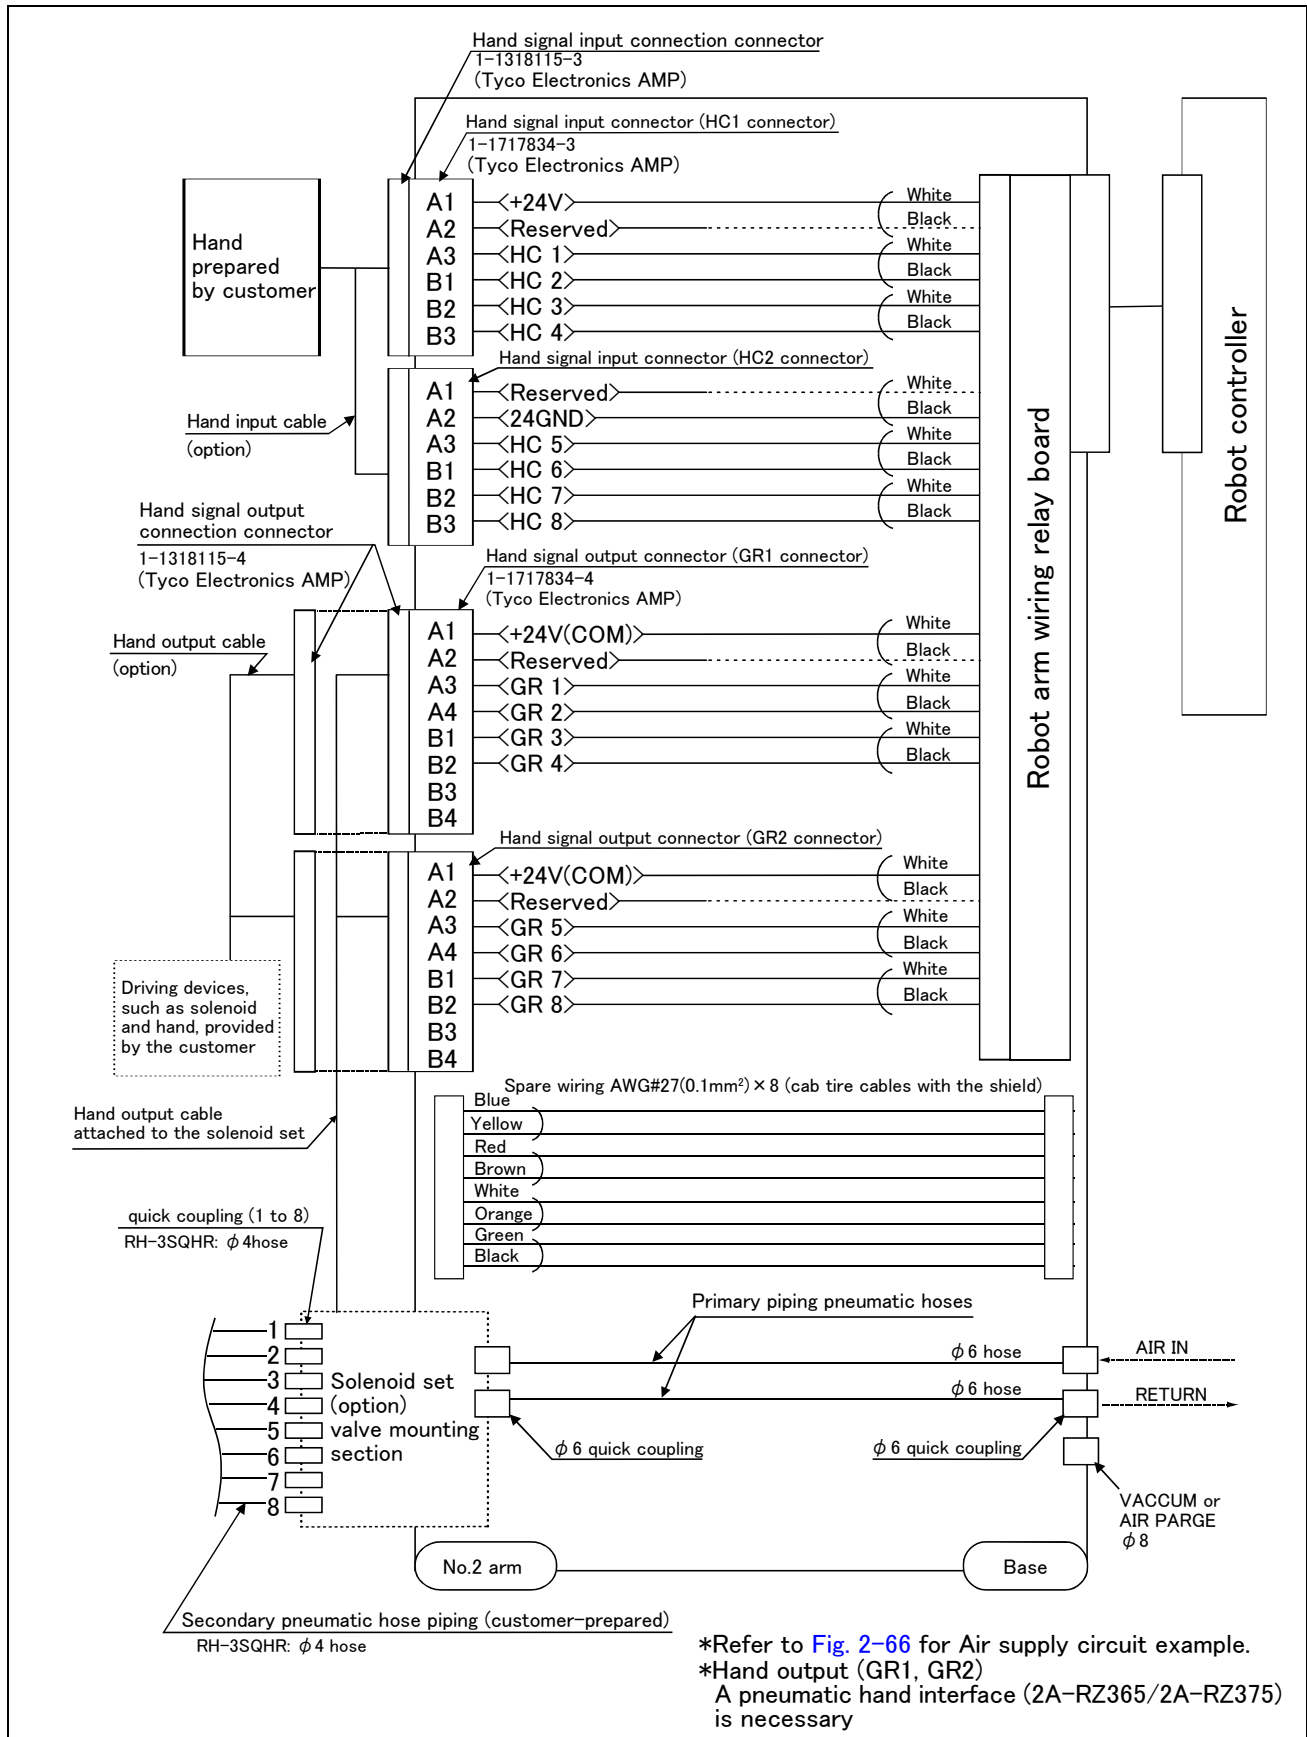 Hand signal input connection connector
1-1318115-3
(Tyco Electronics AMP)
Hand signal input connector (HC1 connector)
1-1717834-3
(Tyco Electronics AMP)
Hand
prepared
by customer
A1 <+24V> White
A2 <Reserved> Black
A3 <HC 1> White
B1 <HC 2> Black
B2 <HC 3> White
B3 <HC 4> Black
Hand signal input connector (HC2 connector)
A1 <Reserved> White
A2 <24GND> Black
A3 <HC 5> White
B1 <HC 6> Black
B2 <HC 7> White
B3 <HC 8> Black
Hand input cable
(option)
Robot arm wiring relay board
Robot controller
Hand signal output
connection connector
1-1318115-4
(Tyco Electronics AMP)
Hand signal output connector (GR1 connector)
1-1717834-4
(Tyco Electronics AMP)
Hand output cable
(option)
A1 <+24V(COM)> White
A2 <Reserved> Black
A3 <GR 1> White
A4 <GR 2> Black
B1 <GR 3> White
B2 <GR 4> Black
B3
B4
Hand signal output connector (GR2 connector)
A1 <+24V(COM)> White
A2 <Reserved> Black
A3 <GR 5> White
A4 <GR 6> Black
B1 <GR 7> White
B2 <GR 8> Black
B3
B4
Driving devices,
such as solenoid
and hand, provided
by the customer
Spare wiring AWG#27(0.1mm²)×8 (cab tire cables with the shield)
Blue
Yellow
Red
Brown
White
Orange
Green
Black
Hand output cable
attached to the solenoid set
quick coupling (1 to 8)
RH-3SQHR: φ4hose
Primary piping pneumatic hoses
1
2
3
4
5
6
7
8
Solenoid set
(option)
valve mounting
section
φ6 hose
AIR IN
φ6 hose
RETURN
φ6 quick coupling
φ6 quick coupling
VACCUM or
AIR PARGE
φ8
No.2 arm
Base
Secondary pneumatic hose piping (customer-prepared)
RH-3SQHR: φ4 hose
*Refer to Fig. 2-66 for Air supply circuit example.
*Hand output (GR1, GR2)
A pneumatic hand interface (2A-RZ365/2A-RZ375)
is necessary